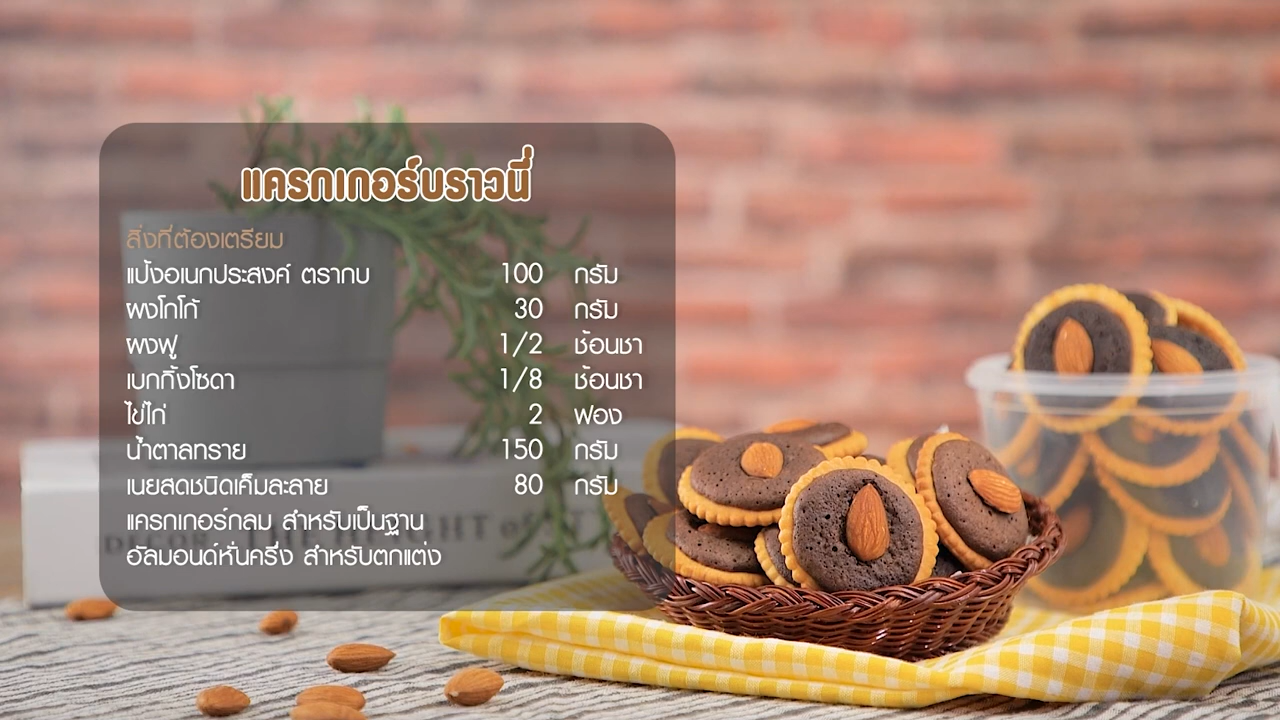 แครกเกอร์บราวนี่
สิ่งที่ต้องเตรียม
แป้งอเนกประสงค์ ตรากบ 100 กรัม
ผงโกโก้ 30 กรัม
ผงฟู 1/2 ช้อนชา
เบกกิ้งโซดา 1/8 ช้อนชา
ไข่ไก่ 2 ฟอง
น้ำตาลทราย 150 กรัม
เนยสดชนิดเค็มละลาย 80 กรัม
แครกเกอร์กลม สำหรับเป็นฐาน
อัลมอนด์หั่นครึ่ง สำหรับตกแต่ง